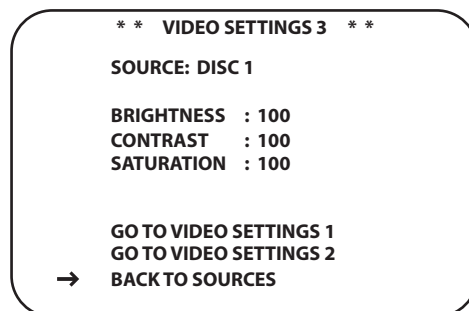 * * VIDEO SETTINGS 3 * *
SOURCE: DISC 1
BRIGHTNESS : 100
CONTRAST : 100
SATURATION : 100
GO TO VIDEO SETTINGS 1
GO TO VIDEO SETTINGS 2
→ BACK TO SOURCES